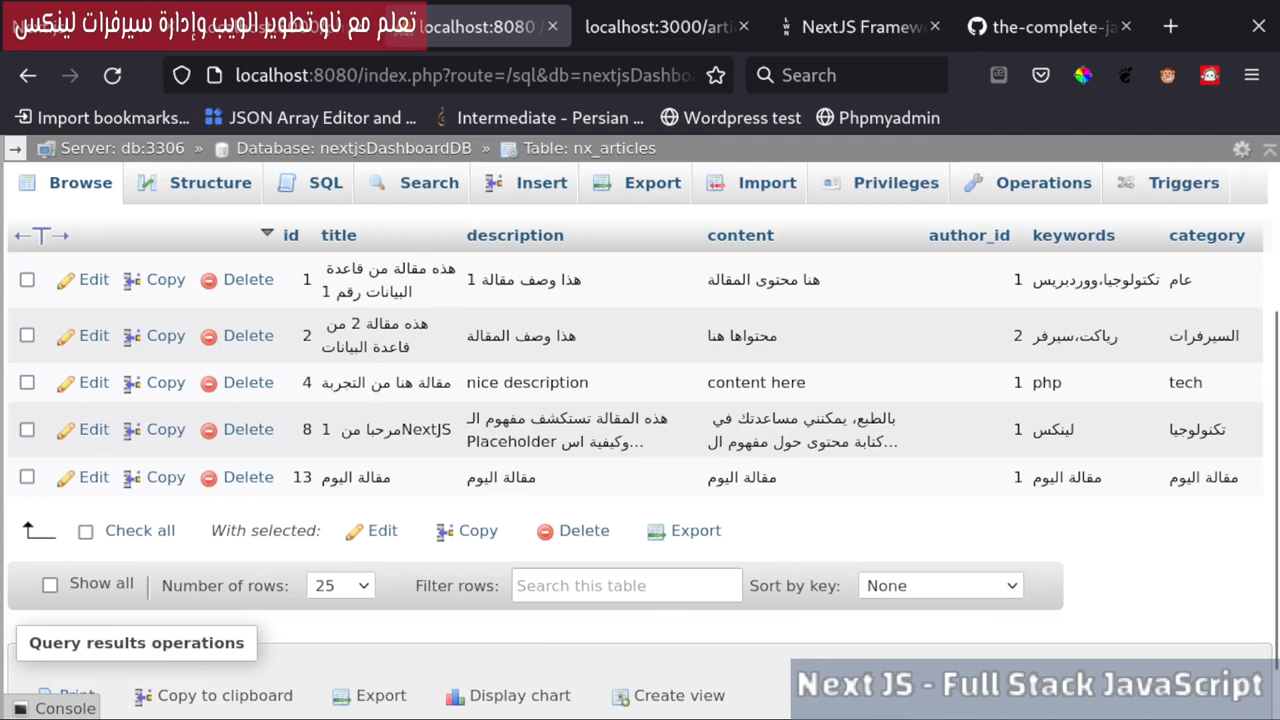 تعلم مع ناو تطوير الويب وإدارة سيرفرات لينكس
localhost:8080 /
localhost:3000/arti
NextJS Framew
the-complete-ja
localhost:8080/index.php?route=/sql&db=nextjsDashbo
Search
Import bookmarks...
JSON Array Editor and ...
Intermediate - Persian ...
Wordpress test
Phpmyadmin
Server: db:3306 » Database: nextjsDashboardDB » Table: nx_articles
Browse Structure SQL Search Insert Export Import Privileges Operations Triggers
id title description content author_id keywords category
Edit Copy Delete 1 هذه مقالة من قاعدة
البيانات رقم 1
هذا وصف مقالة 1
هنا محتوى المقالة
1
تكتولوجيا،ووردبريس
عام
Edit Copy Delete 2 هذه مقالة 2 من
قاعدة البيانات
هذا وصف المقالة
محتواها هنا
2
رياكت،سيرفر
السيرفرات
Edit Copy Delete 4 مقالة هنا من التجربة
nice description
content here
1
php
tech
Edit Copy Delete 8 مرحبا من NextJS 1
هذه المقالة تستكشف مفهوم الـ
Placeholder وكيفية اس...
بالطبع، يمكنني مساعدتك في
كتابة محتوى حول مفهوم ال...
1
لينكس
تكنولوجيا
Edit Copy Delete 13 مقالة اليوم
مقالة اليوم
مقالة اليوم
1
مقالة اليوم
مقالة اليوم
Check all With selected: Edit Copy Delete Export
Show all Number of rows: 25 Filter rows: Search this table Sort by key: None
Query results operations
Print Copy to clipboard Export Display chart Create view
Console
Next JS - Full Stack JavaScript